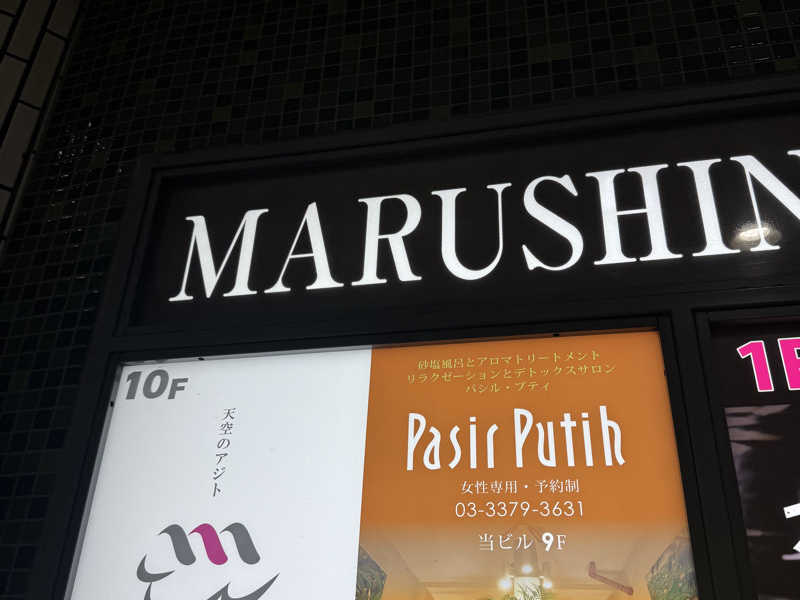 MARUSHIN
10F
天空のアジト
砂塩風呂とアロマトリートメント
リラクゼーションとデトックスサロン
パシル・プティ
Pasir Putih
女性専用・予約制
03-3379-3631
当ビル 9F